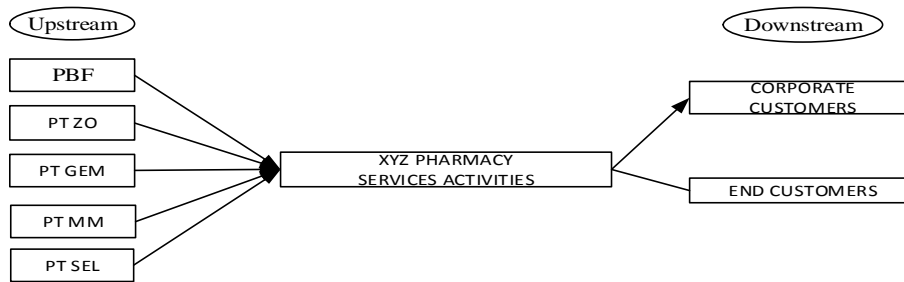 Upstream
Downstream
PBF
PT ZO
PT GEM
PT MM
PT SEL
XYZ PHARMACY
SERVICES ACTIVITIES
CORPORATE
CUSTOMERS
END CUSTOMERS